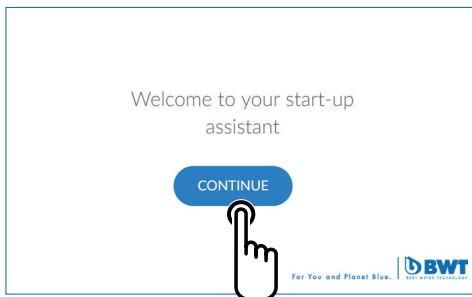 Welcome to your start-up
assistant
CONTINUE
For You and Planet Blue.
BWT
BEST WATER TECHNOLOGY